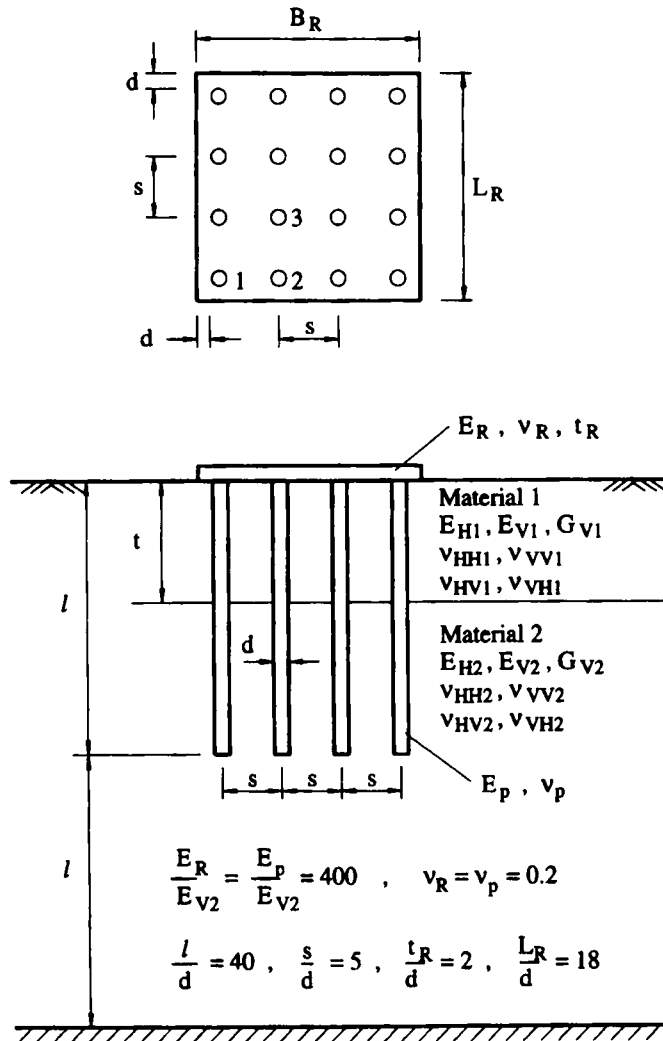 B_R
d
s
L_R
3
1
2
d
s
E_R , ν_R , t_R
Material 1
E_H1 , E_V1 , G_V1
ν_HH1 , ν_VV1
ν_HV1 , ν_VH1
t
l
Material 2
E_H2 , E_V2 , G_V2
ν_HH2 , ν_VV2
ν_HV2 , ν_VH2
d
s
s
s
E_p , ν_p
l
E_R/E_V2 = E_p/E_V2 = 400 , ν_R = ν_p = 0.2
l/d = 40 , s/d = 5 , t_R/d = 2 , L_R/d = 18